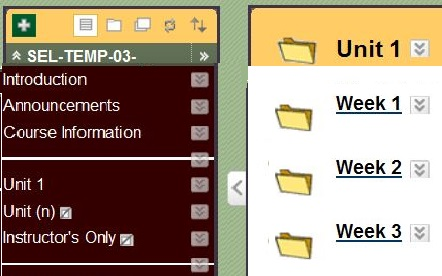 SEL-TEMP-03-
Introduction
Announcements
Course Information
Unit 1
Unit (n)
Instructor's Only
Unit 1
Week 1
Week 2
Week 3